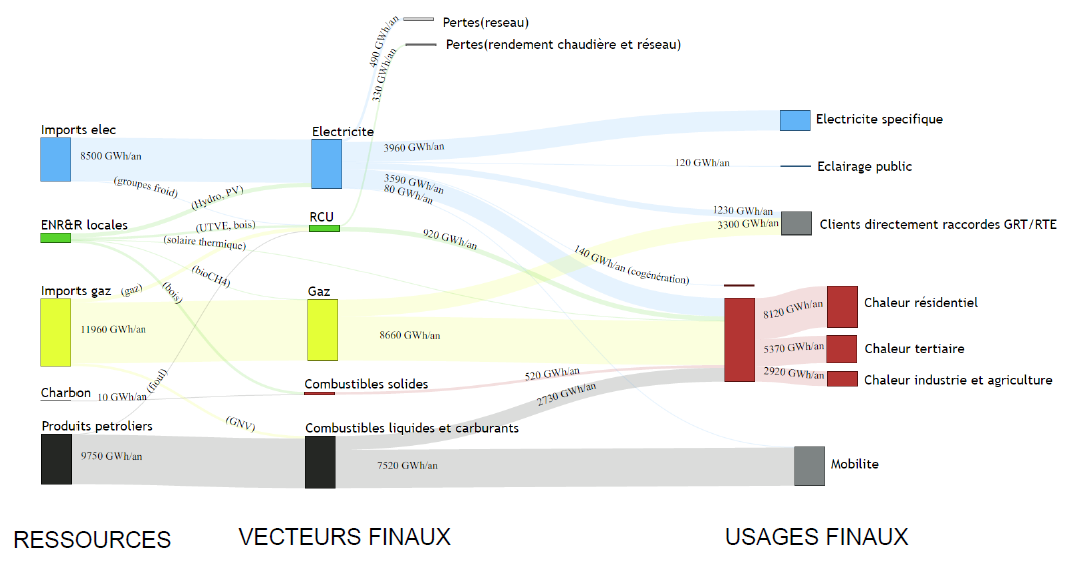 490 GWh/an
Pertes(reseau)
330 GWh/an
Pertes(rendement chaudière et réseau)
Imports elec
8500 GWh/an
Electricite
3960 GWh/an
Electricite specifique
120 GWh/an
Eclairage public
3590 GWh/an
80 GWh/an
(groupes froid)
(Hydro, PV)
ENR&R locales
RCU
(UTVE, bois)
(solaire thermique)
920 GWh/an
1230 GWh/an
3300 GWh/an
Clients directement raccordes GRT/RTE
140 GWh/an (cogénération)
(bioCH4)
Imports gaz
(gaz)
(bois)
Gaz
11960 GWh/an
8660 GWh/an
8120 GWh/an
Chaleur résidentiel
5370 GWh/an
Chaleur tertiaire
2920 GWh/an
Chaleur industrie et agriculture
Charbon
10 GWh/an
(fioul)
Combustibles solides
520 GWh/an
2730 GWh/an
(GNV)
Produits petroliers
9750 GWh/an
Combustibles liquides et carburants
7520 GWh/an
Mobilite
RESSOURCES
VECTEURS FINAUX
USAGES FINAUX